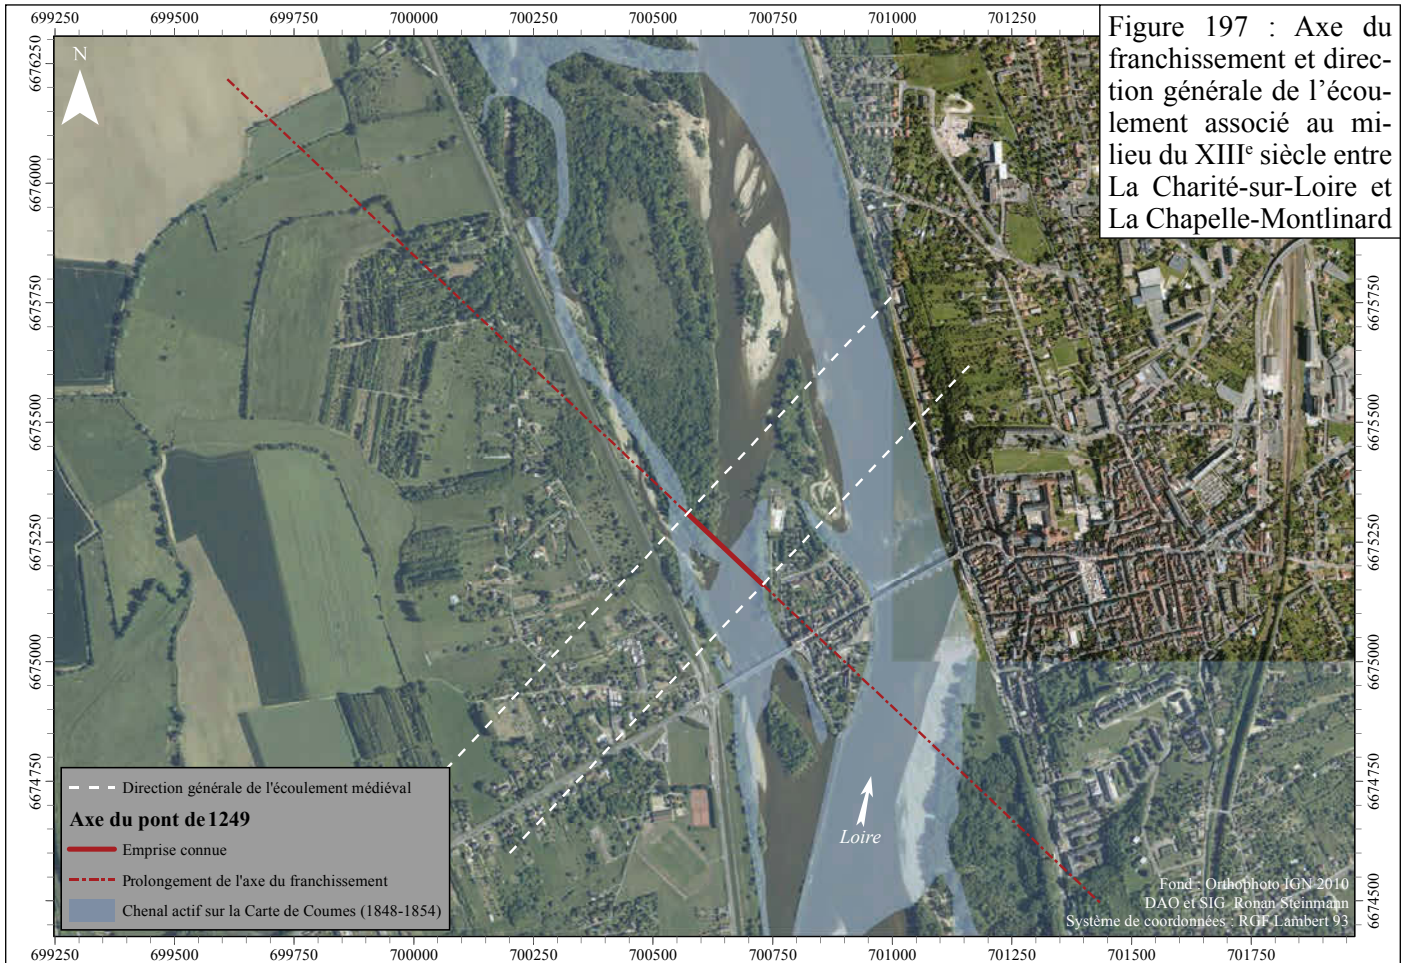 699250 699500 699750 700000 700250 700500 700750 701000 701250
Figure 197 : Axe du
franchissement et direc-
tion générale de l'écou-
lement associé au mi-
lieu du XIIIe siècle entre
La Charité-sur-Loire et
La Chapelle-Montlinard
N
6676250
6676000
6675750
6675500
6675250
6675000
6674750
6675750
6675500
6675250
6675000
6674750
6674500
Loire
Direction générale de l'écoulement médiéval
Axe du pont de 1249
Emprise connue
Prolongement de l'axe du franchissement
Chenal actif sur la Carte de Coumes (1848-1854)
Fond : Orthophoto IGN 2010
DAO et SIG Ronan Steinmann
Système de coordonnées : RGF Lambert 93
699250 699500 699750 700000 700250 700500 700750 701000 701250 701500 701750